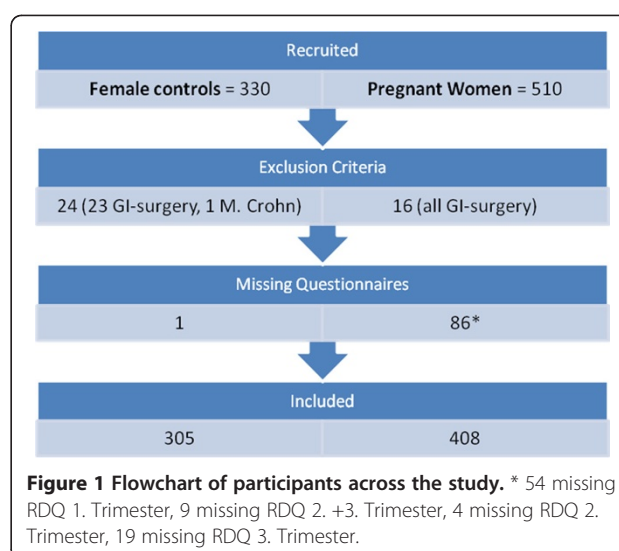 Recruited
Female controls = 330 Pregnant Women = 510
Exclusion Criteria
24 (23 GI-surgery, 1 M. Crohn) 16 (all GI-surgery)
Missing Questionnaires
1 86*
Included
305 408
Figure 1 Flowchart of participants across the study. * 54 missing
RDQ 1. Trimester, 9 missing RDQ 2. +3. Trimester, 4 missing RDQ 2.
Trimester, 19 missing RDQ 3. Trimester.